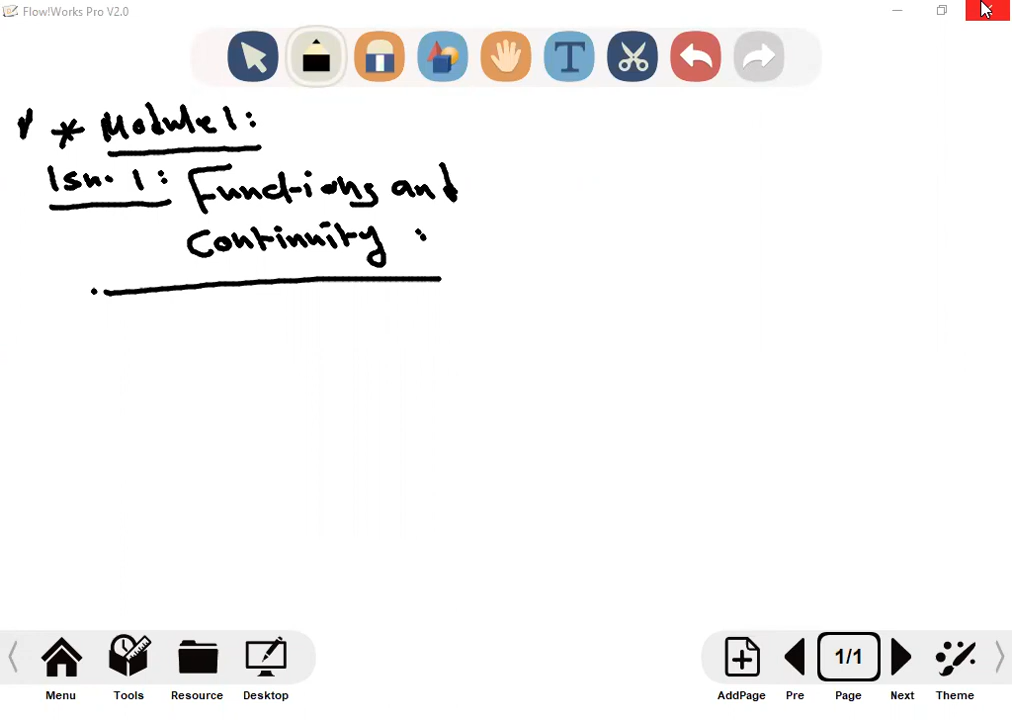 Flow!Works Pro V2.0
* Module 1:
lsn. 1: Functions and
Continuity :
Menu
Tools
Resource
Desktop
AddPage
Pre
1/1
Page
Next
Theme